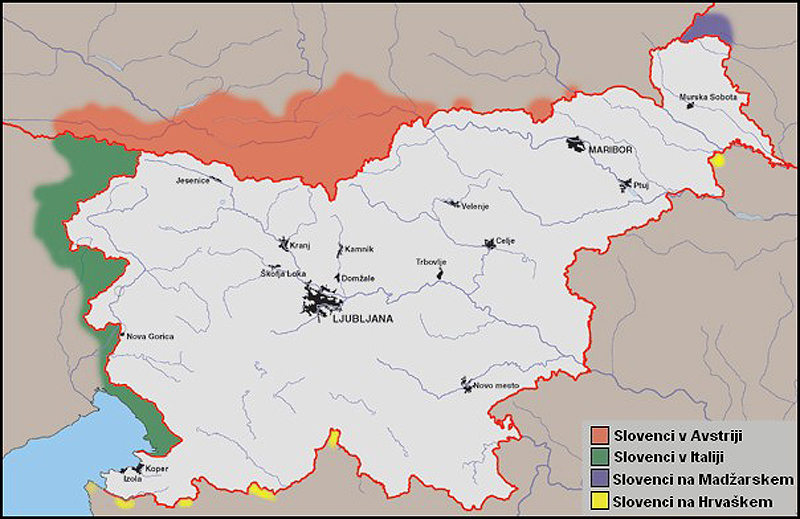 Murska Sobota
MARIBOR
Jesenice
Ptuj
Velenje
Kranj
Kamnik
Celje
Trbovlje
Škofja Loka
Domžale
LJUBLJANA
Nova Gorica
Novo mesto
Koper
Izola
Slovenci v Avstriji
Slovenci v Italiji
Slovenci na Madžarskem
Slovenci na Hrvaškem